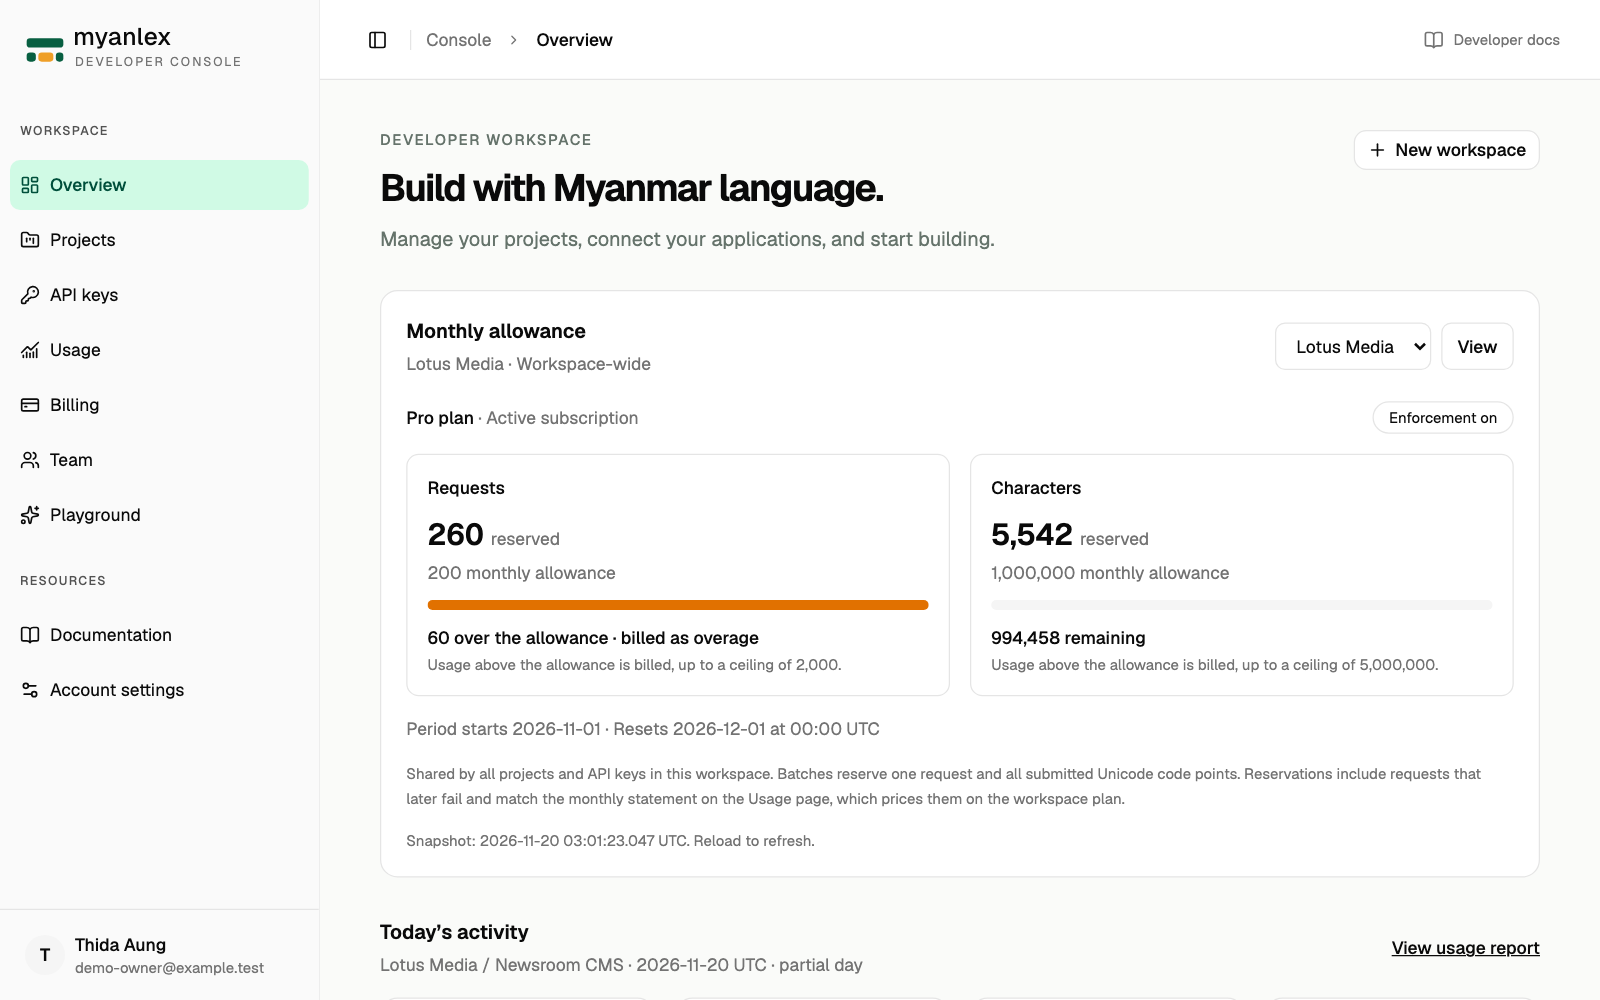 myanlex
DEVELOPER CONSOLE
WORKSPACE
Overview
Projects
API keys
Usage
Billing
Team
Playground
RESOURCES
Documentation
Account settings
T
Thida Aung
demo-owner@example.test
Console
Overview
Developer docs
DEVELOPER WORKSPACE
Build with Myanmar language.
Manage your projects, connect your applications, and start building.
New workspace
Monthly allowance
Lotus Media · Workspace-wide
Lotus Media
View
Pro plan · Active subscription
Enforcement on
Requests
260 reserved
200 monthly allowance
60 over the allowance · billed as overage
Usage above the allowance is billed, up to a ceiling of 2,000.
Characters
5,542 reserved
1,000,000 monthly allowance
994,458 remaining
Usage above the allowance is billed, up to a ceiling of 5,000,000.
Period starts 2026-11-01 · Resets 2026-12-01 at 00:00 UTC
Shared by all projects and API keys in this workspace. Batches reserve one request and all submitted Unicode code points. Reservations include requests that
later fail and match the monthly statement on the Usage page, which prices them on the workspace plan.
Snapshot: 2026-11-20 03:01:23.047 UTC. Reload to refresh.
Today’s activity
Lotus Media / Newsroom CMS · 2026-11-20 UTC · partial day
View usage report